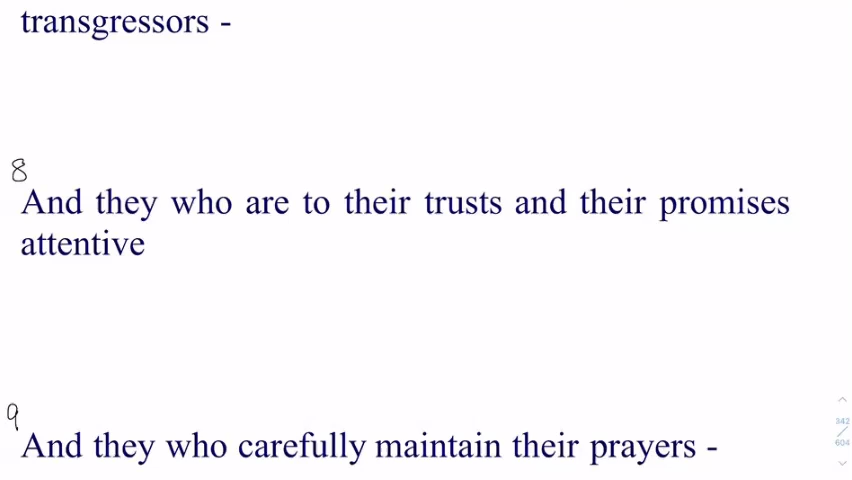 transgressors -
8
And they who are to their trusts and their promises
attentive
9
And they who carefully maintain their prayers -
342
604